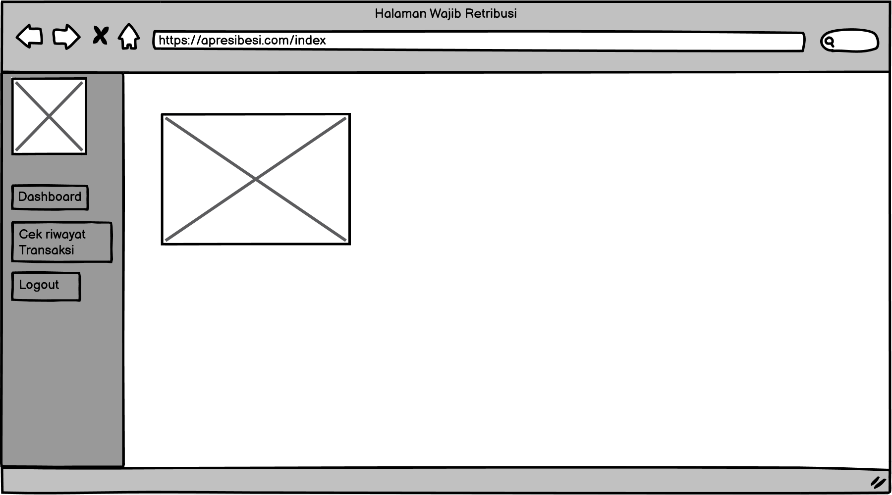 Halaman Wajib Retribusi
https://apresibesi.com/index
Dashboard
Cek riwayat
Transaksi
Logout